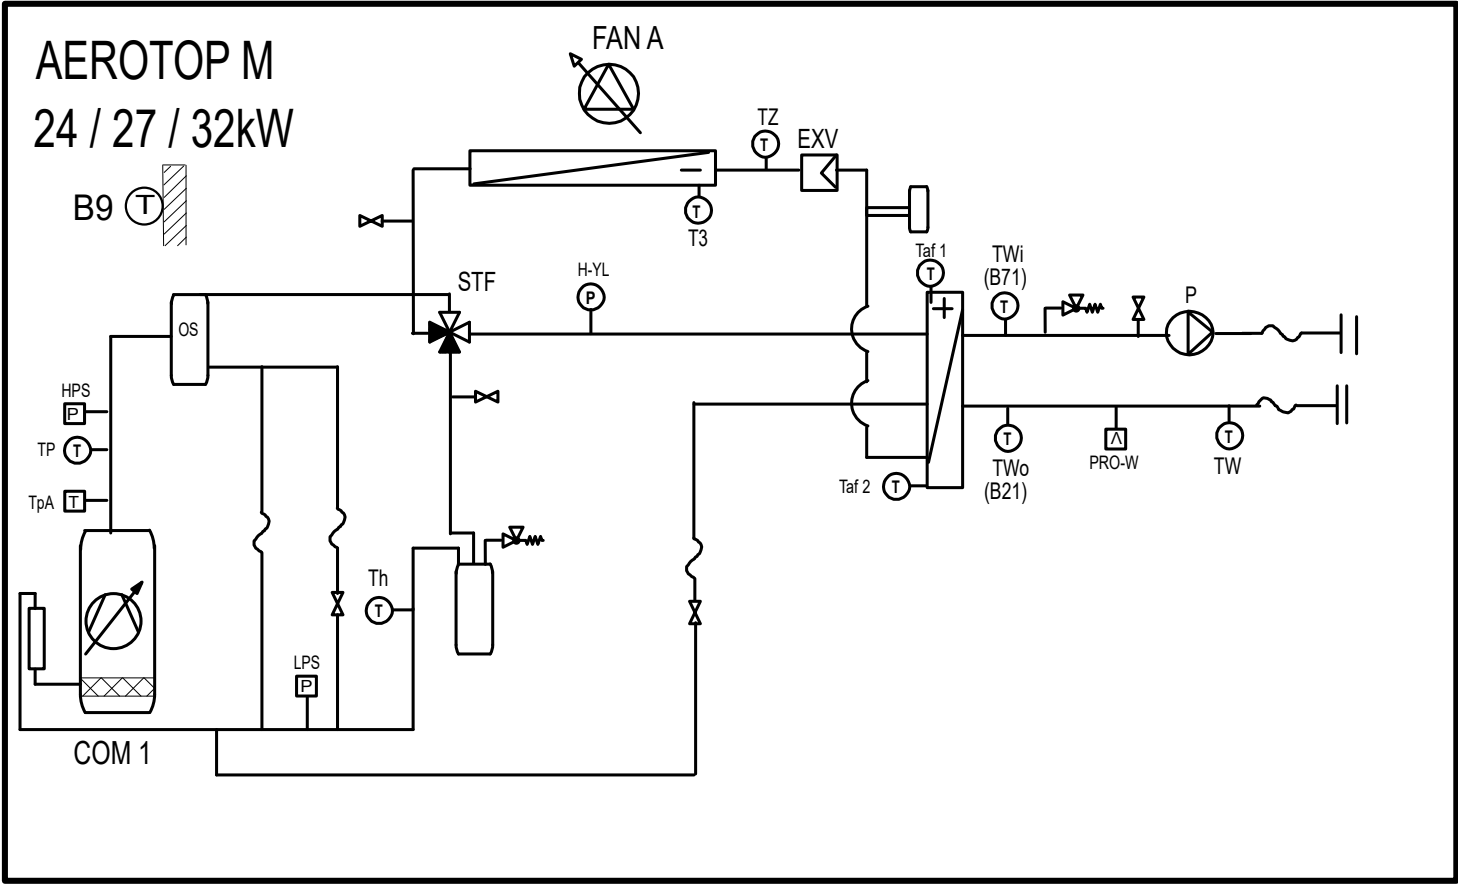 AEROTOP M
24 / 27 / 32kW
B9
T
FAN A
TZ
T
EXV
T
T3
STF
H-YL
P
Taf 1
T
TWi
(B71)
T
P
OS
HPS
P
TP
T
TpA
T
T
TWo
(B21)
PRO-W
T
TW
Taf 2
T
Th
T
LPS
P
COM 1